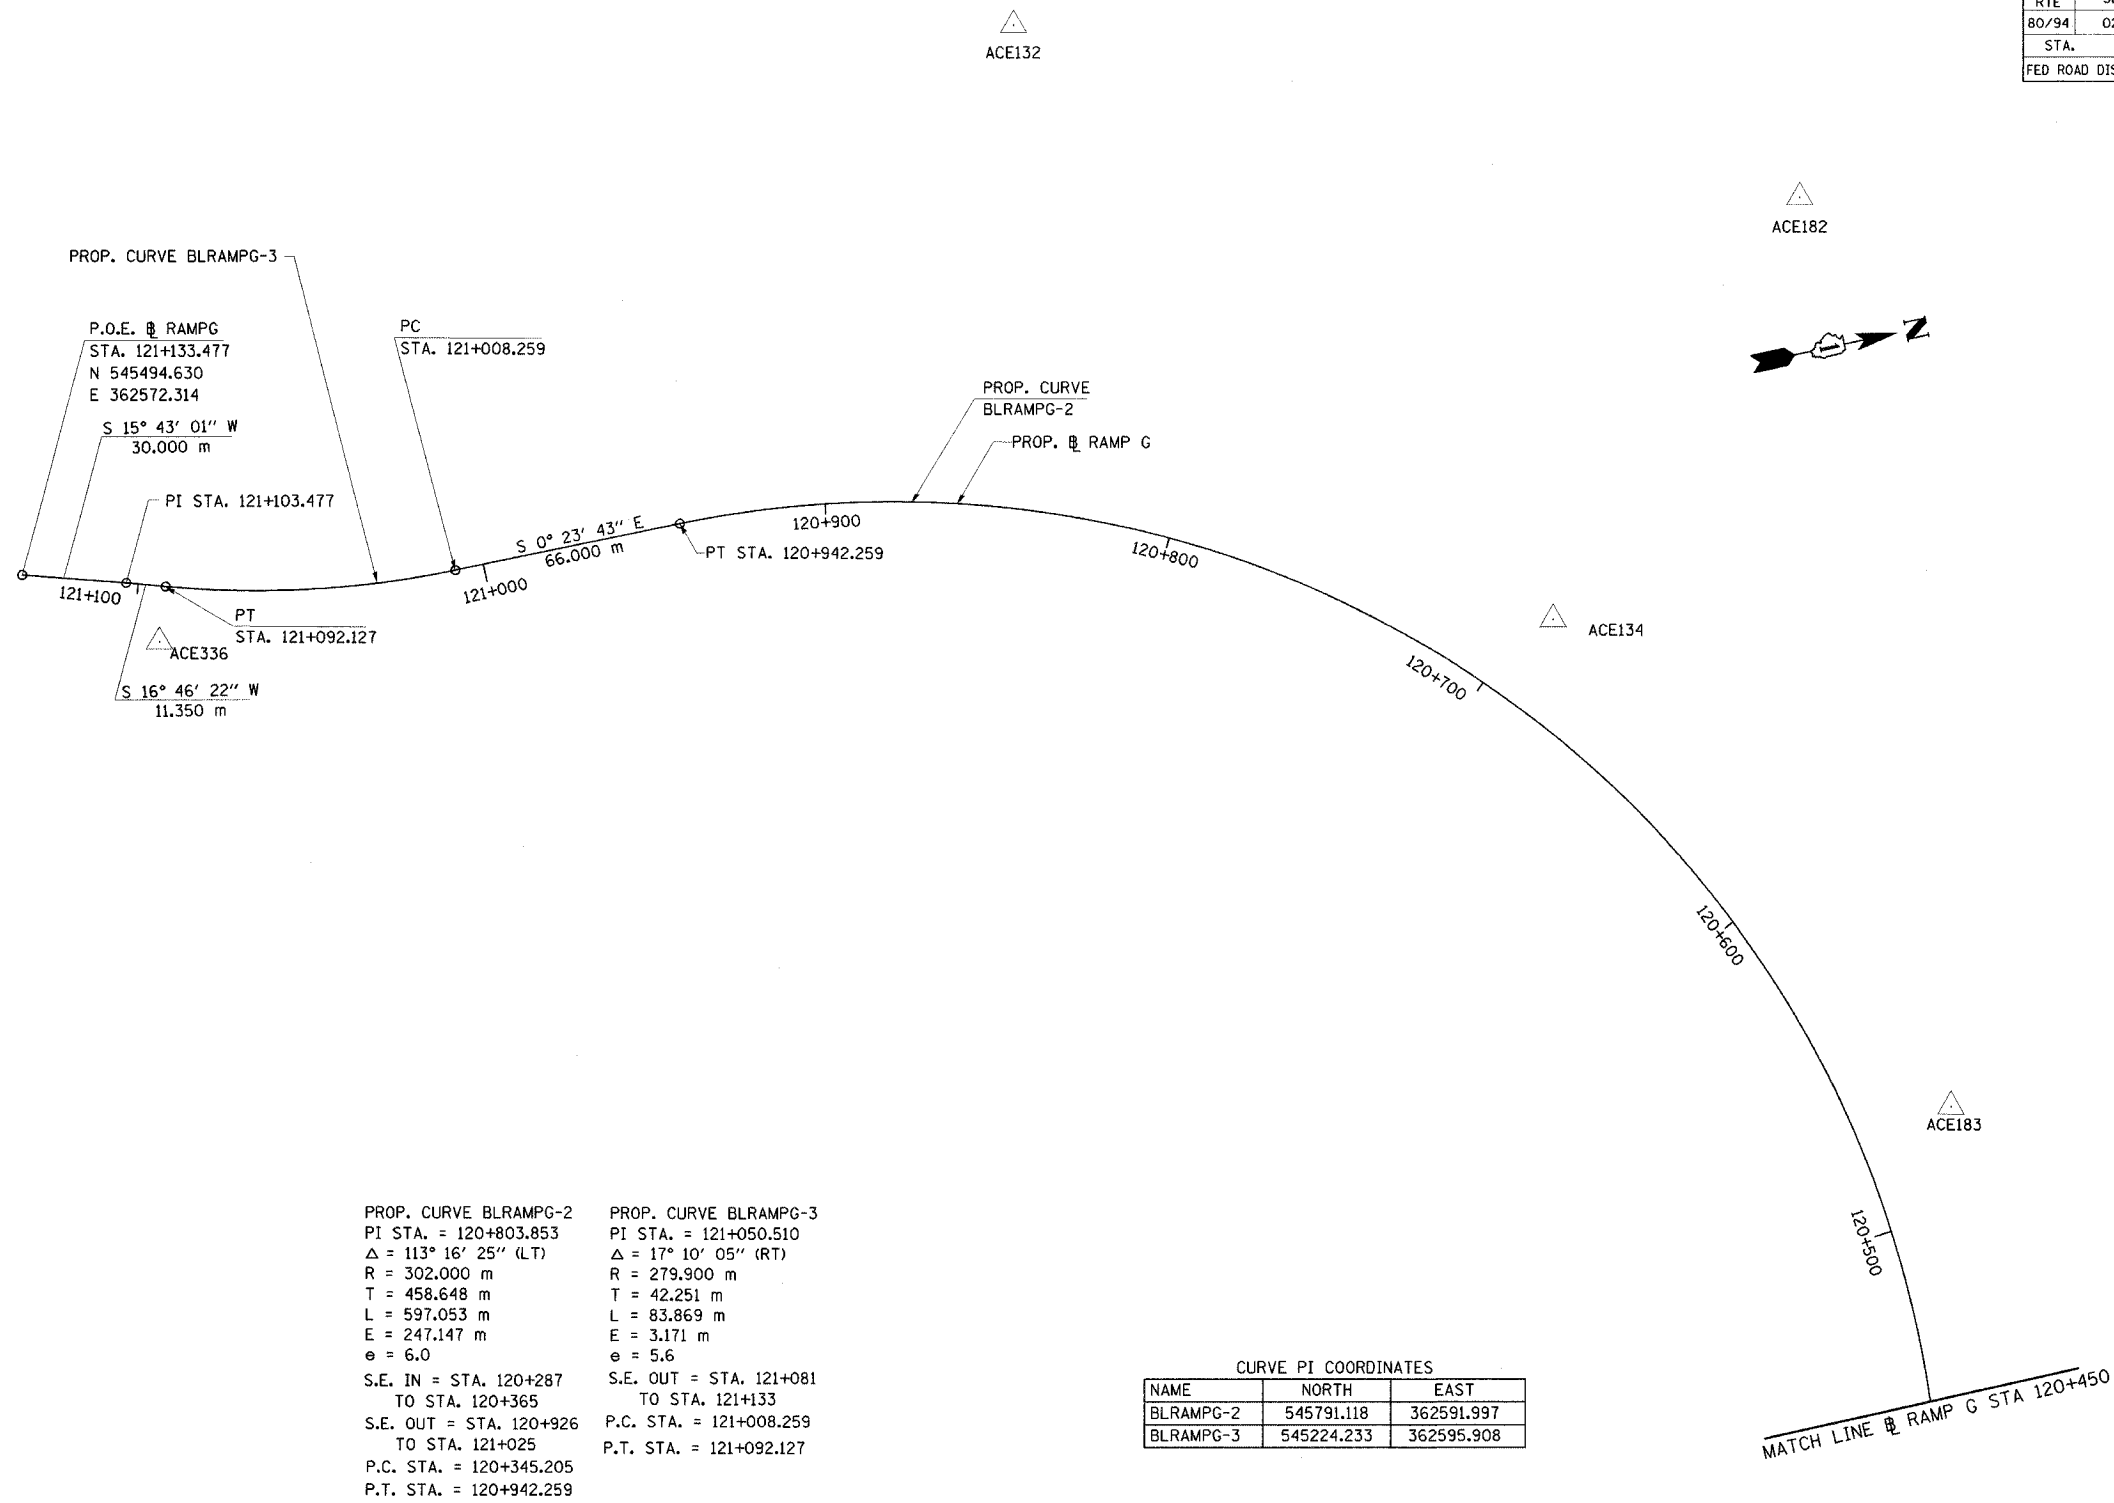 RTE
80/94
STA.
FED ROAD DIS
ACE132
ACE182
N
PROP. CURVE BLRAMPG-3
P.O.E. ȹ RAMPG
STA. 121+133.477
N 545494.630
E 362572.314
S 15° 43' 01" W
30.000 m
PI STA. 121+103.477
PC
STA. 121+008.259
PROP. CURVE
BLRAMPG-2
PROP. ȹ RAMP G
S 0° 23' 43" E
66.000 m
PT STA. 120+942.259
120+900
120+800
121+100
121+000
PT
STA. 121+092.127
ACE336
S 16° 46' 22" W
11.350 m
ACE134
120+700
120+600
ACE183
120+500
MATCH LINE ȹ RAMP G STA 120+450
PROP. CURVE BLRAMPG-2
PI STA. = 120+803.853
Δ = 113° 16' 25" (LT)
R = 302.000 m
T = 458.648 m
L = 597.053 m
E = 247.147 m
e = 6.0
S.E. IN = STA. 120+287
TO STA. 120+365
S.E. OUT = STA. 120+926
TO STA. 121+025
P.C. STA. = 120+345.205
P.T. STA. = 120+942.259
PROP. CURVE BLRAMPG-3
PI STA. = 121+050.510
Δ = 17° 10' 05" (RT)
R = 279.900 m
T = 42.251 m
L = 83.869 m
E = 3.171 m
e = 5.6
S.E. OUT = STA. 121+081
TO STA. 121+133
P.C. STA. = 121+008.259
P.T. STA. = 121+092.127
CURVE PI COORDINATES
NAME NORTH EAST
BLRAMPG-2 545791.118 362591.997
BLRAMPG-3 545224.233 362595.908